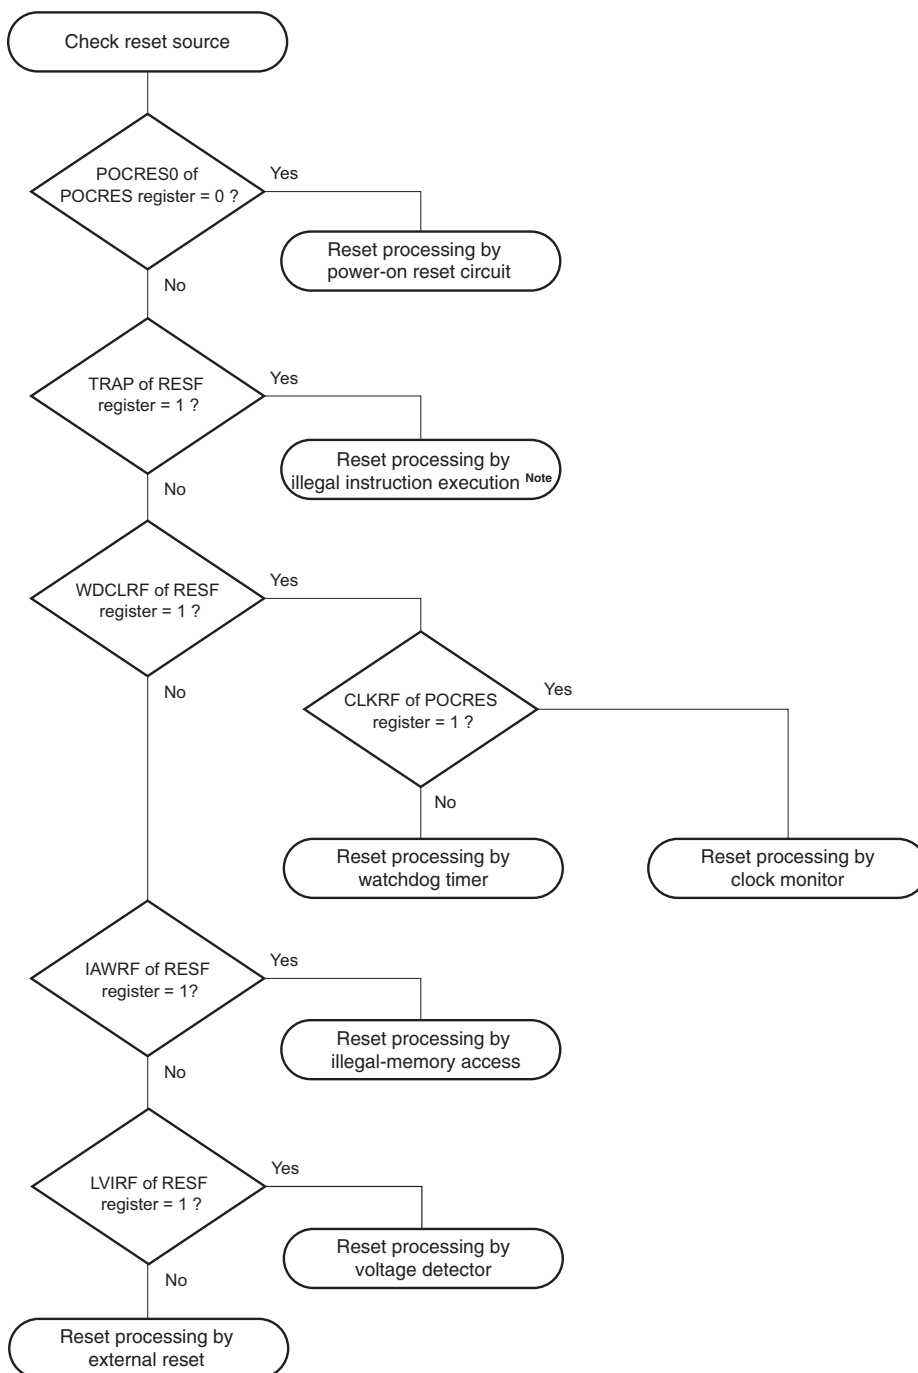 Check reset source
POCRES0 of
POCRES register = 0 ?
Yes
Reset processing by
power-on reset circuit
No
TRAP of RESF
register = 1 ?
Yes
Reset processing by
illegal instruction execution Note
No
WDCLRF of RESF
register = 1 ?
Yes
CLKRF of POCRES
register = 1 ?
Yes
No
No
Reset processing by
watchdog timer
Reset processing by
clock monitor
IAWRF of RESF
register = 1?
Yes
Reset processing by
illegal-memory access
No
LVIRF of RESF
register = 1 ?
Yes
Reset processing by
voltage detector
No
Reset processing by
external reset